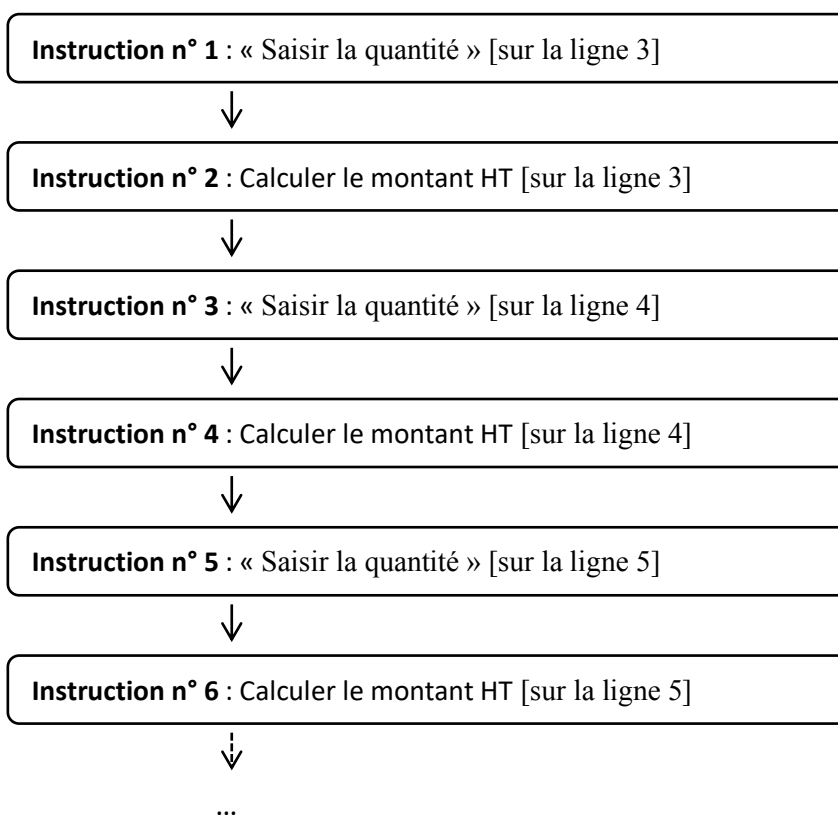 Instruction n° 1 : « Saisir la quantité » [sur la ligne 3]
Instruction n° 2 : Calculer le montant HT [sur la ligne 3]
Instruction n° 3 : « Saisir la quantité » [sur la ligne 4]
Instruction n° 4 : Calculer le montant HT [sur la ligne 4]
Instruction n° 5 : « Saisir la quantité » [sur la ligne 5]
Instruction n° 6 : Calculer le montant HT [sur la ligne 5]
...